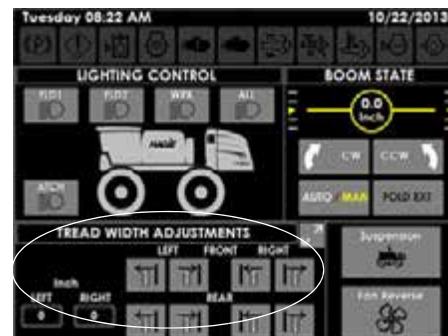 Tuesday 08:22 AM 10/22/2013
LIGHTING CONTROL
FLD1 FLD2 WRK ALL
HAGIE
ATCH
BOOM STATE
0.0
Inch
CW CCW
AUTO / MAN FOLD EXT
TREAD WIDTH ADJUSTMENTS
LEFT FRONT RIGHT
Inch
LEFT RIGHT
0 0
REAR
Suspension
Fan Reverse